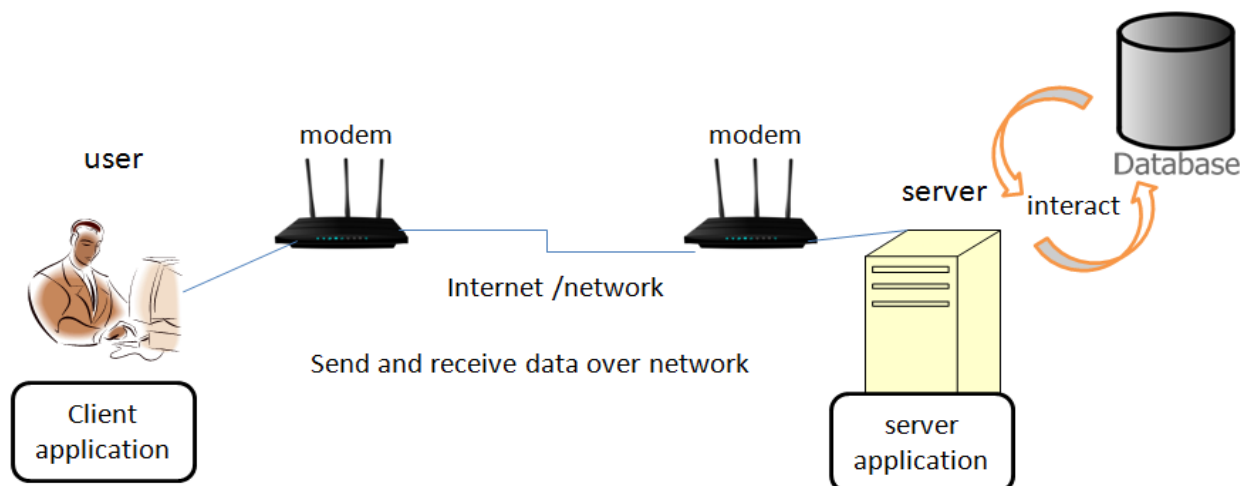 user
modem
modem
server
Database
interact
Internet /network
Send and receive data over network
Client
application
server
application